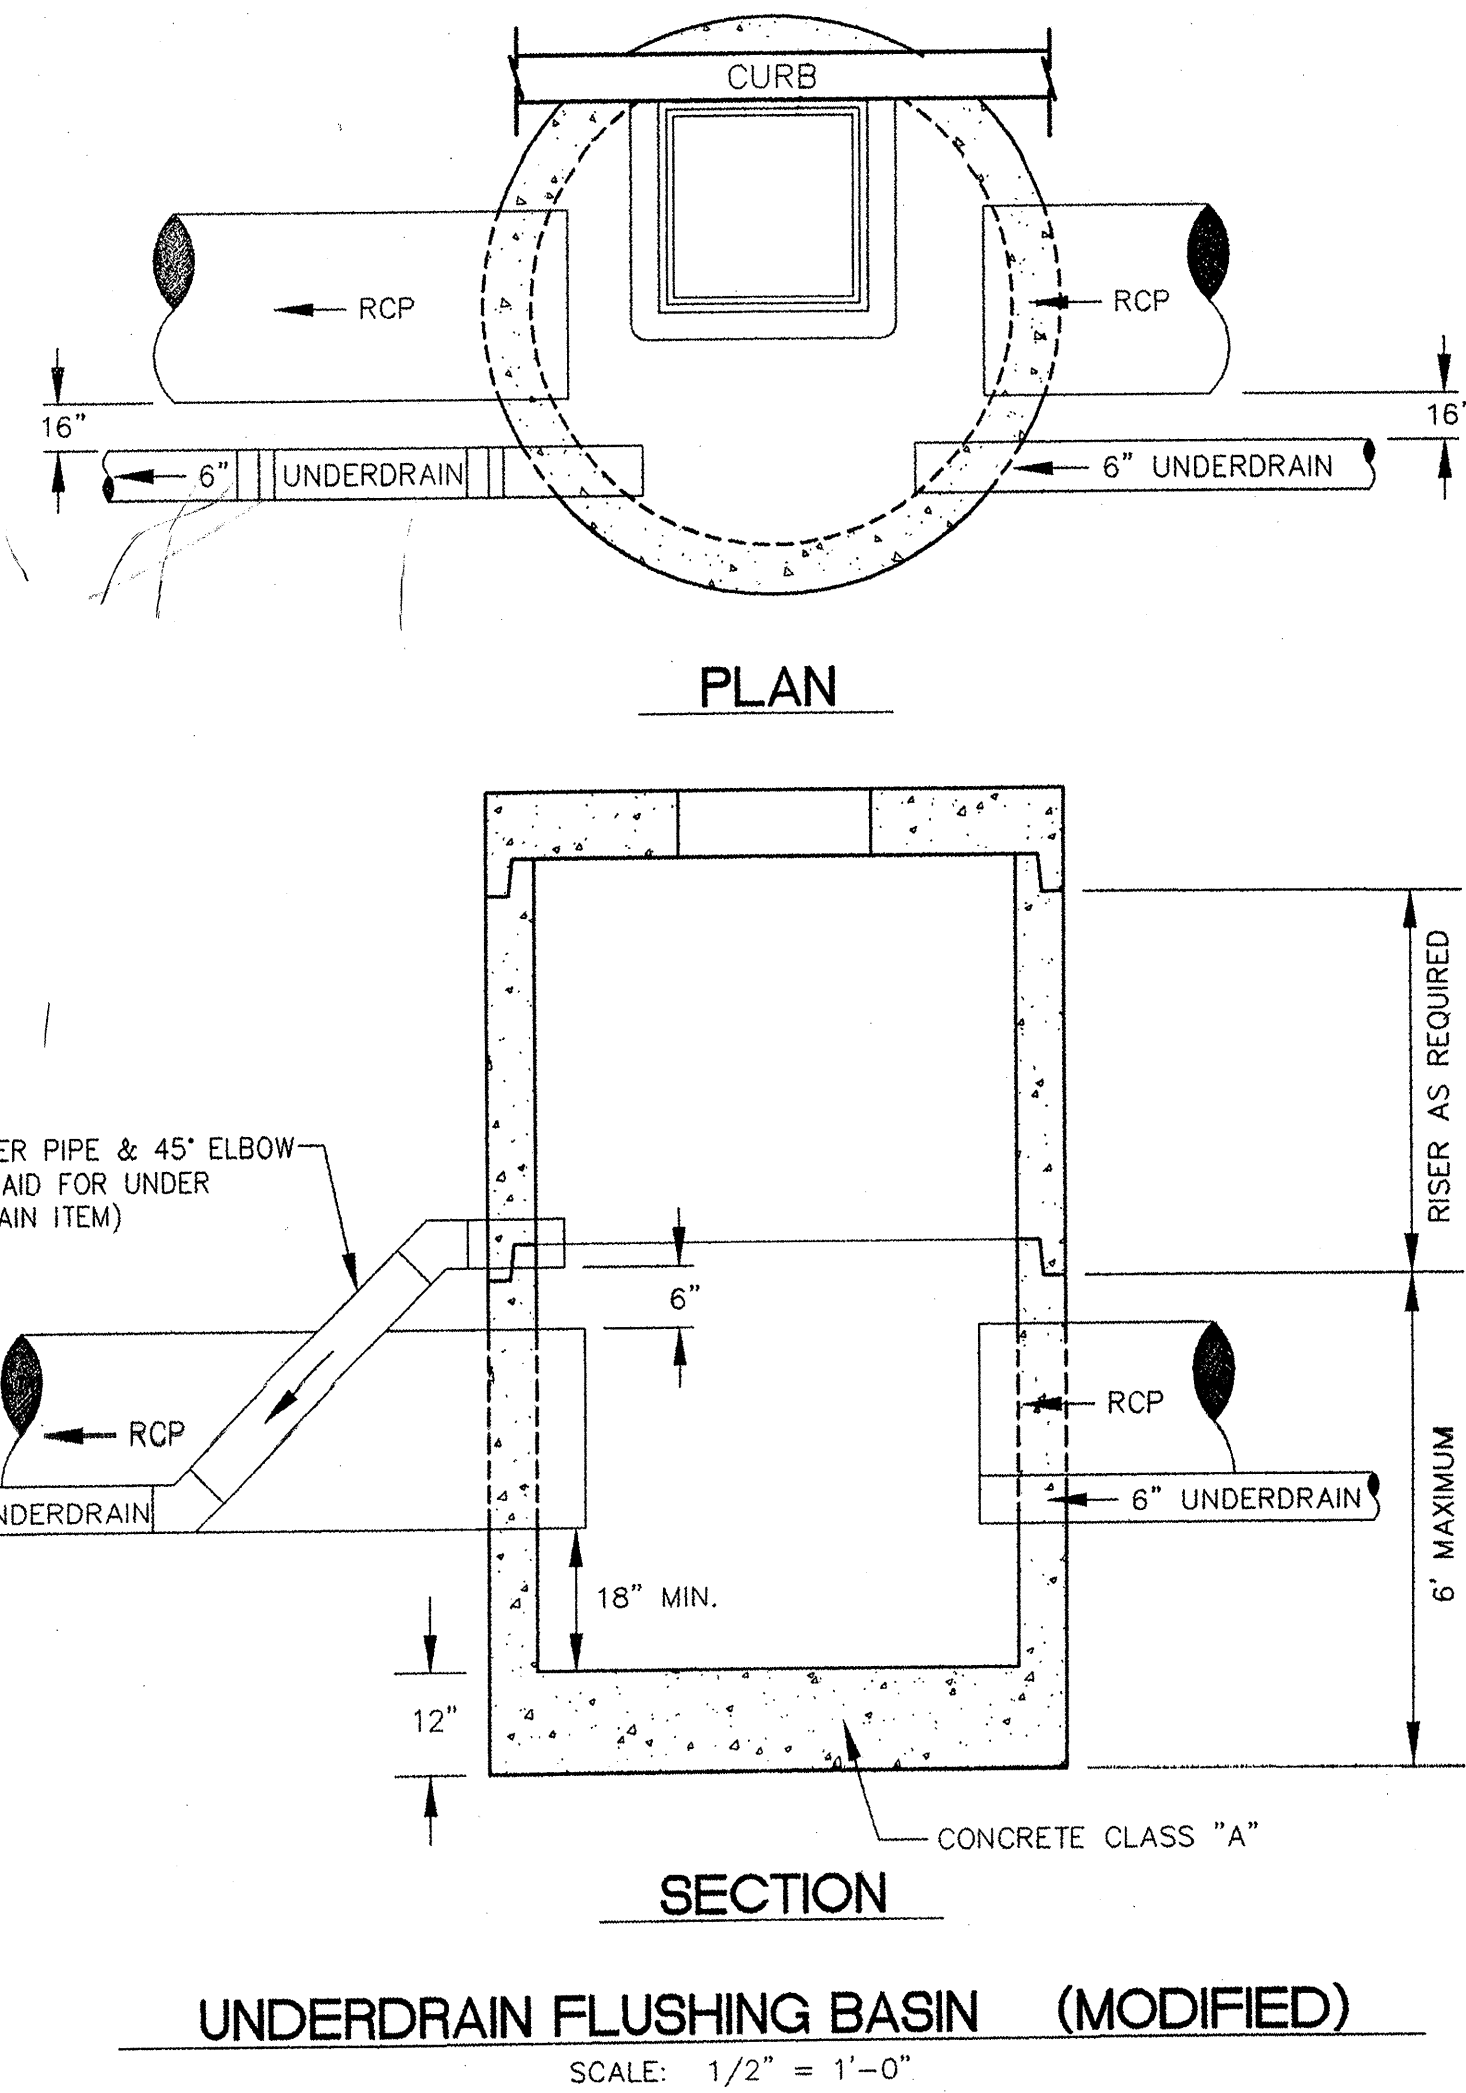 CURB
RCP
RCP
16"
16'
6" UNDERDRAIN
6" UNDERDRAIN
PLAN
RISER AS REQUIRED
ER PIPE & 45° ELBOW
AID FOR UNDER
AIN ITEM)
6"
RCP
RCP
6" UNDERDRAIN
NDERDRAIN
6' MAXIMUM
18" MIN.
12"
CONCRETE CLASS "A"
SECTION
UNDERDRAIN FLUSHING BASIN (MODIFIED)
SCALE: 1/2" = 1'-0"